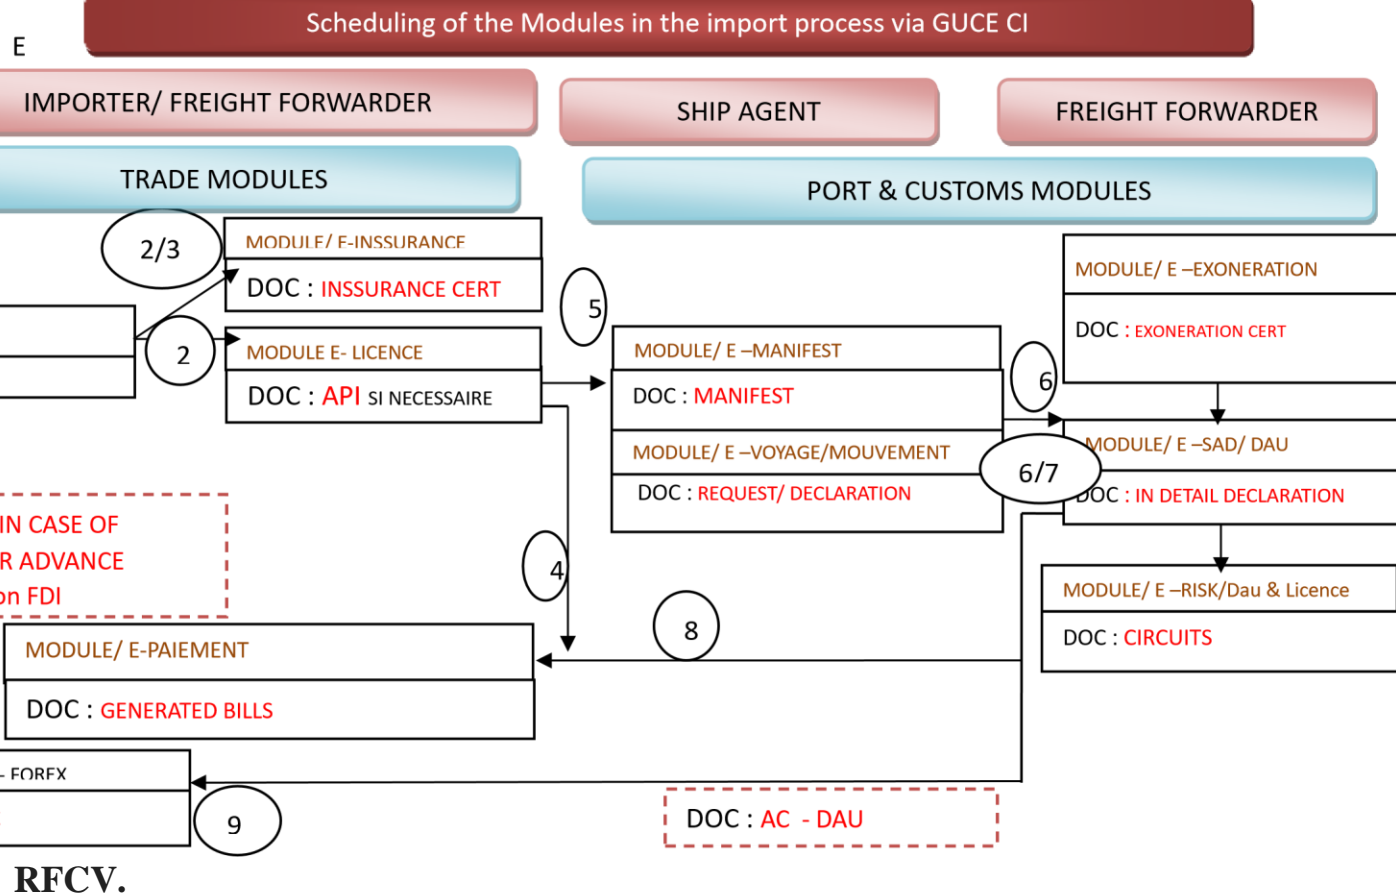 Scheduling of the Modules in the import process via GUCE CI
E
IMPORTER/ FREIGHT FORWARDER
SHIP AGENT
FREIGHT FORWARDER
TRADE MODULES
PORT & CUSTOMS MODULES
2/3
MODULE/ E-INSSURANCE
DOC : INSSURANCE CERT
2
MODULE E- LICENCE
DOC : API SI NECESSAIRE
5
MODULE/ E –MANIFEST
DOC : MANIFEST
MODULE/ E –VOYAGE/MOUVEMENT
DOC : REQUEST/ DECLARATION
6
6/7
MODULE/ E –EXONERATION
DOC : EXONERATION CERT
MODULE/ E –SAD/ DAU
DOC : IN DETAIL DECLARATION
MODULE/ E –RISK/Dau & Licence
DOC : CIRCUITS
IN CASE OF
R ADVANCE
on FDI
4
8
MODULE/ E-PAIEMENT
DOC : GENERATED BILLS
- FOREX
9
DOC : AC - DAU
RFCV.